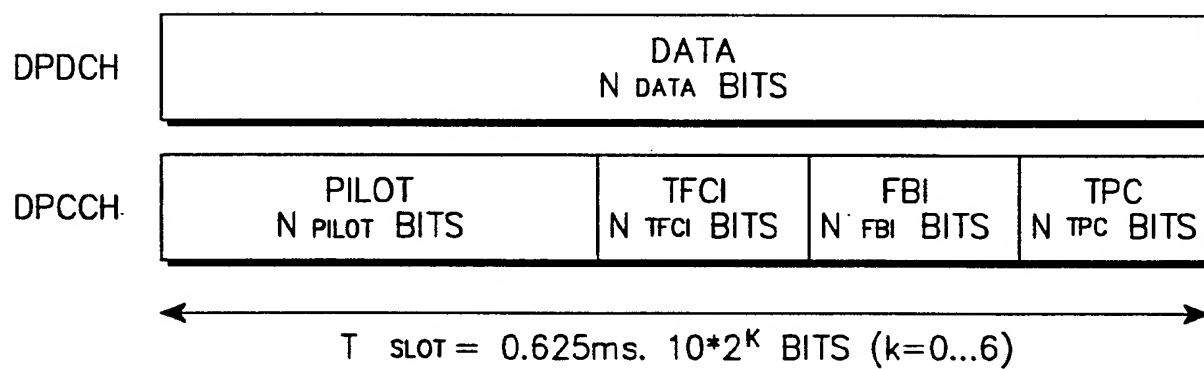 DPDCH
DATA
N DATA BITS
DPCCH
PILOT
N PILOT BITS
TFCI
N TFCI BITS
FBI
N FBI BITS
TPC
N TPC BITS
T SLOT = 0.625ms. 10*2^K BITS (k=0...6)